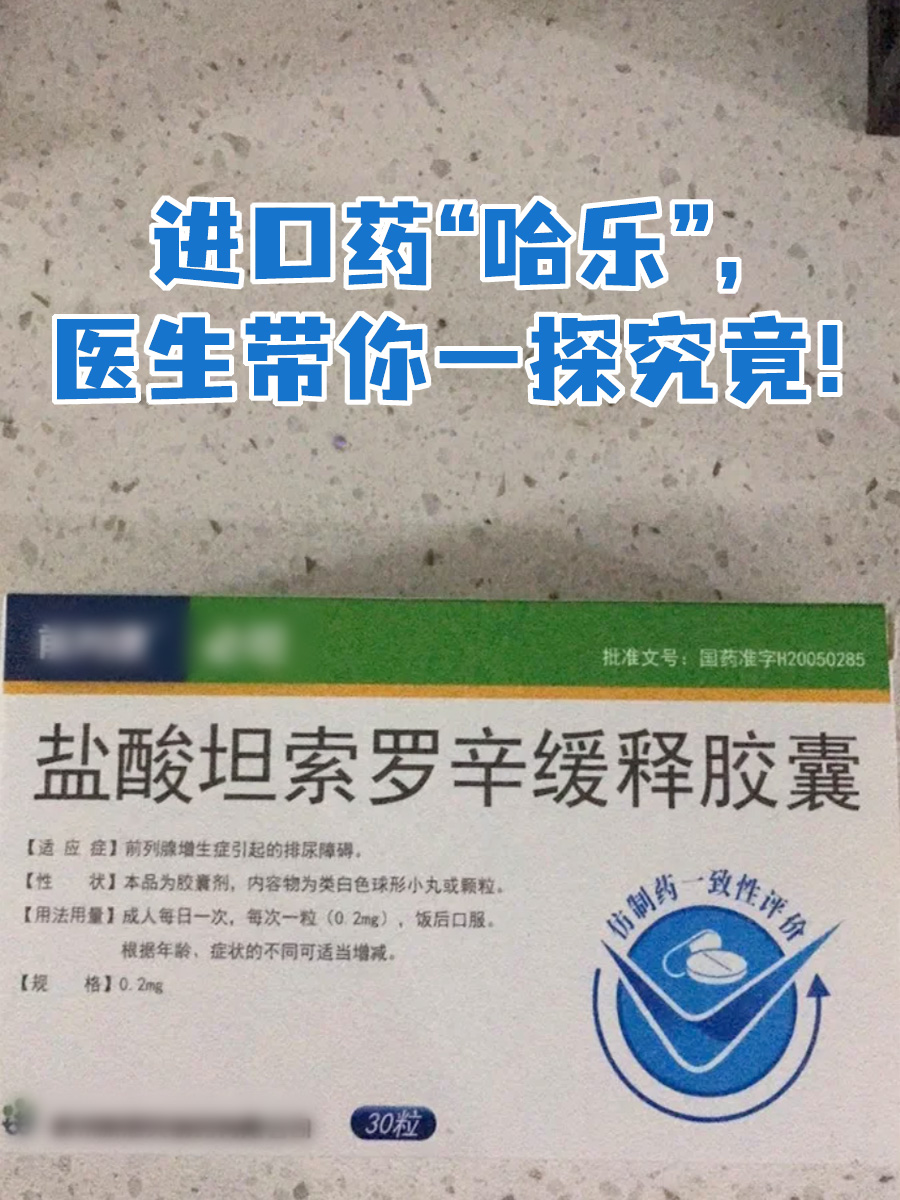 进口药“哈乐”,
医生带你一探究竟!
批准文号：国药准字H20050285
盐酸坦索罗辛缓释胶囊
【适 应 症】前列腺增生症引起的排尿障碍。
【性　　状】本品为胶囊剂，内容物为类白色球形小丸或颗粒。
【用法用量】成人每日一次，每次一粒（0.2mg），饭后口服。
根据年龄、症状的不同可适当增减。
【规　　格】0.2mg
仿制药一致性评价
30粒